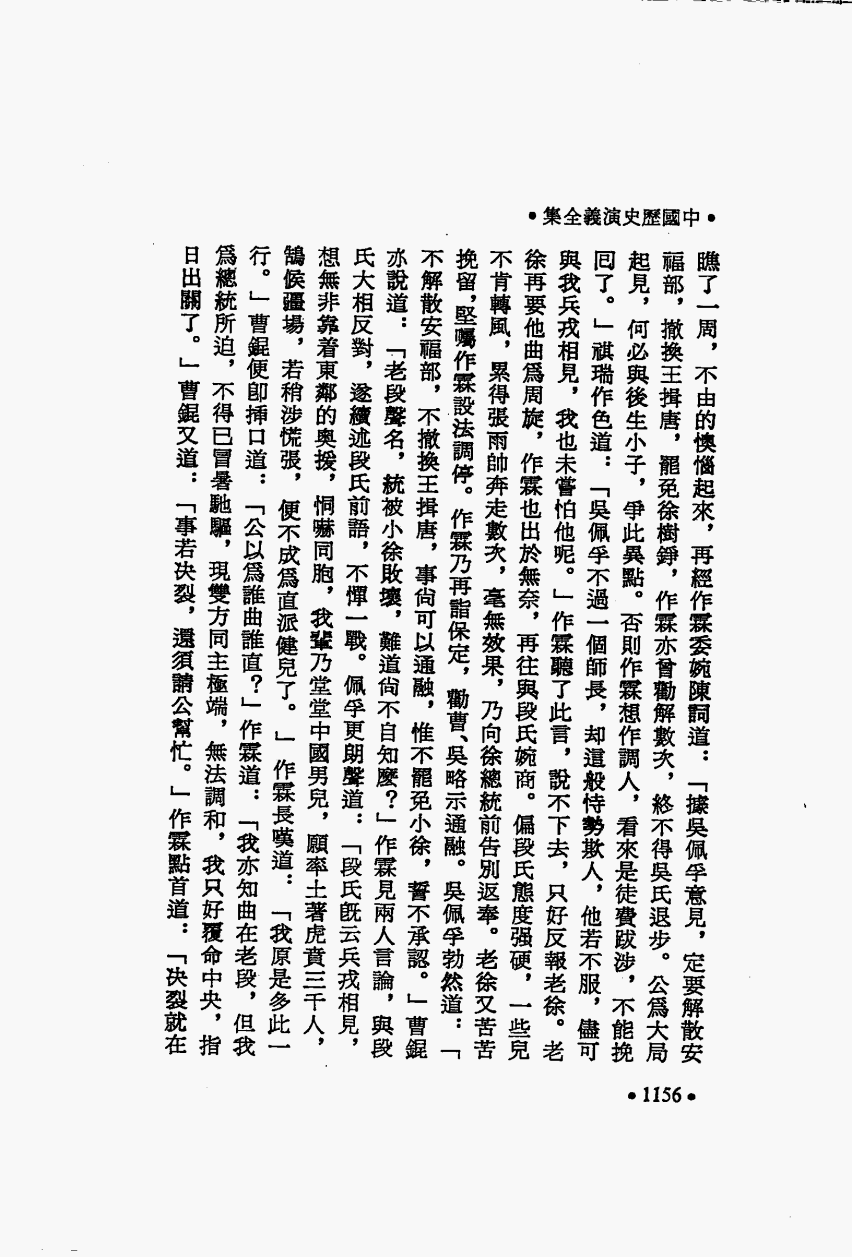 •中國歷史演義全集•
瞧了一周，不由的懊惱起來，再經作霖委婉陳詞道：「據吳佩孚意見，定要解散安
福部，撤換王揖唐，罷免徐樹錚，作霖亦曾勸解數次，終不得吳氏退步。公爲大局
起見，何必與後生小子，爭此異點。否則作霖想作調人，看來是徒費跋涉，不能挽
回了。」祺瑞作色道：「吳佩孚不過一個師長，却這般恃勢欺人，他若不服，儘可
與我兵戎相見，我也未嘗怕他呢。」作霖聽了此言，說不下去，只好反報老徐。老
徐再要他曲爲周旋，作霖也出於無奈，再往與段氏婉商。偏段氏態度强硬，一些兒
不肯轉風，累得張雨帥奔走數次，毫無效果，乃向徐總統前告別返奉。老徐又苦苦
挽留，堅囑作霖設法調停。作霖乃再詣保定，勸曹、吳略示通融。吳佩孚勃然道：「
不解散安福部，不撤換王揖唐，事尙可以通融，惟不罷免小徐，誓不承認。」曹錕
亦說道：「老段聲名，統被小徐敗壞，難道尙不自知麼？」作霖見兩人言論，與段
氏大相反對，遂續述段氏前語，不憚一戰。佩孚更朗聲道：「段氏旣云兵戎相見，
想無非靠着東鄰的奧援，恫嚇同胞，我輩乃堂堂中國男兒，願率土著虎賁三千人，
鵠候疆場，若稍涉慌張，便不成爲直派健兒了。」作霖長嘆道：「我原是多此一
行。」曹錕便卽揷口道：「公以爲誰曲誰直？」作霖道：「我亦知曲在老段，但我
爲總統所迫，不得已冒暑馳驅，現雙方同主極端，無法調和，我只好覆命中央，指
日出關了。」曹錕又道：「事若决裂，還須請公幫忙。」作霖點首道：「决裂就在
•1156•